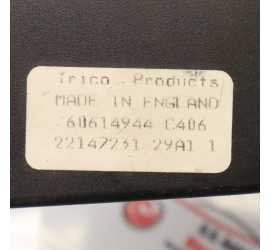 Trico Products
MADE IN ENGLAND
60614944 C406
22147231 29A1 1